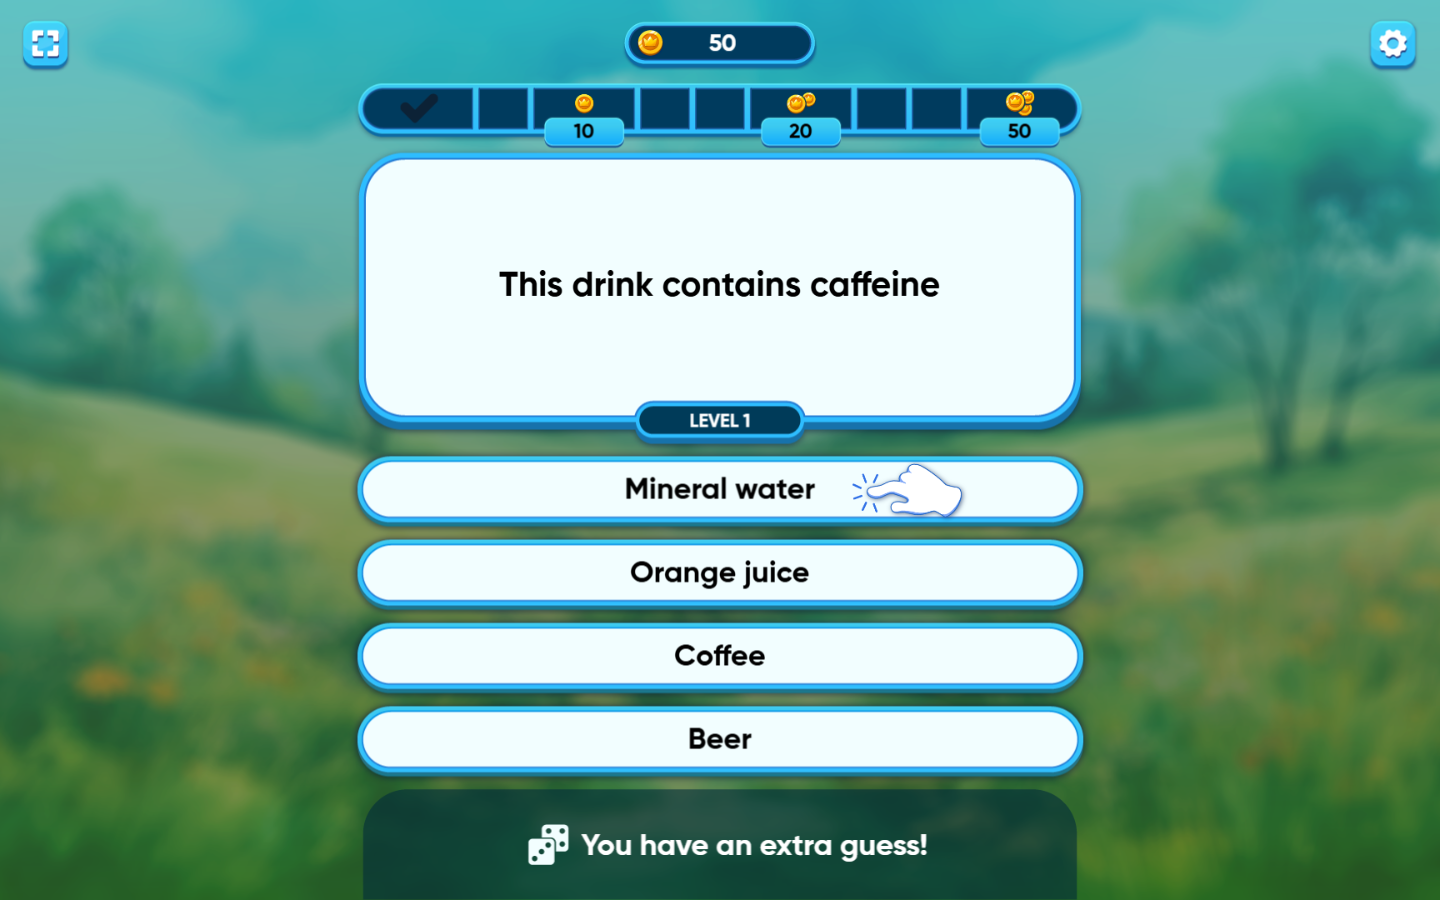 50
10
20
50
This drink contains caffeine
LEVEL 1
Mineral water
Orange juice
Coffee
Beer
You have an extra guess!